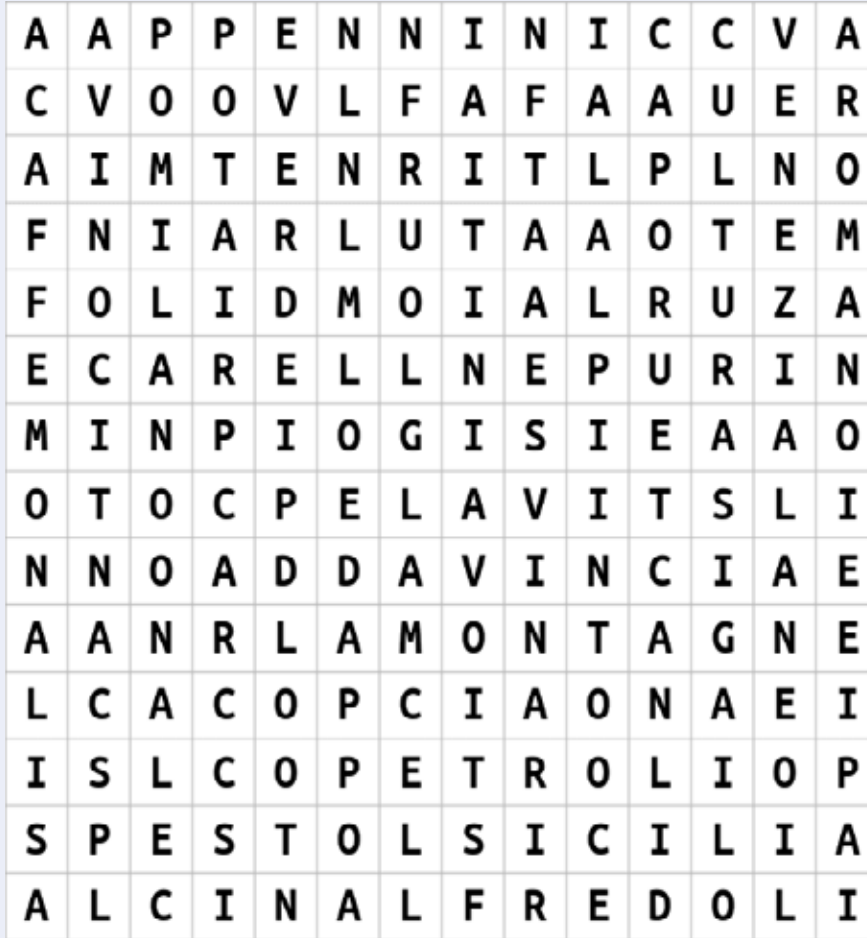 A A P P E N N I N I C C V A
C V O O V L F A F A A U E R
A I M T E N R I T L P L N O
F N I A R L U T A A O T E M
F O L I D M O I A L R U Z A
E C A R E L L N E P U R I N
M I N P I O G I S I E A A O
O T O C P E L A V I T S L I
N N O A D D A V I N C I A E
A A N R L A M O N T A G N E
L C A C O P C I A O N A E I
I S L C O P E T R O L I O P
S P E S T O L S I C I L I A
A L C I N A L F R E D O L I